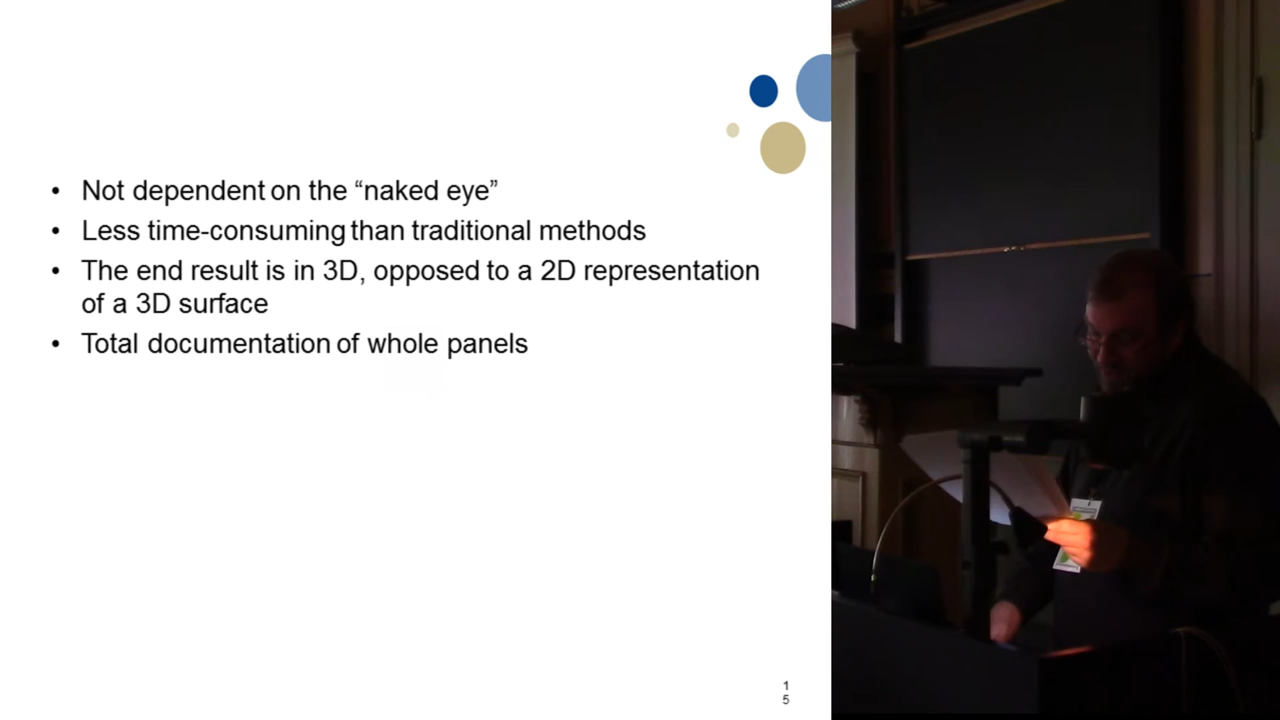 • Not dependent on the “naked eye”
• Less time-consuming than traditional methods
• The end result is in 3D, opposed to a 2D representation
of a 3D surface
• Total documentation of whole panels
1
5